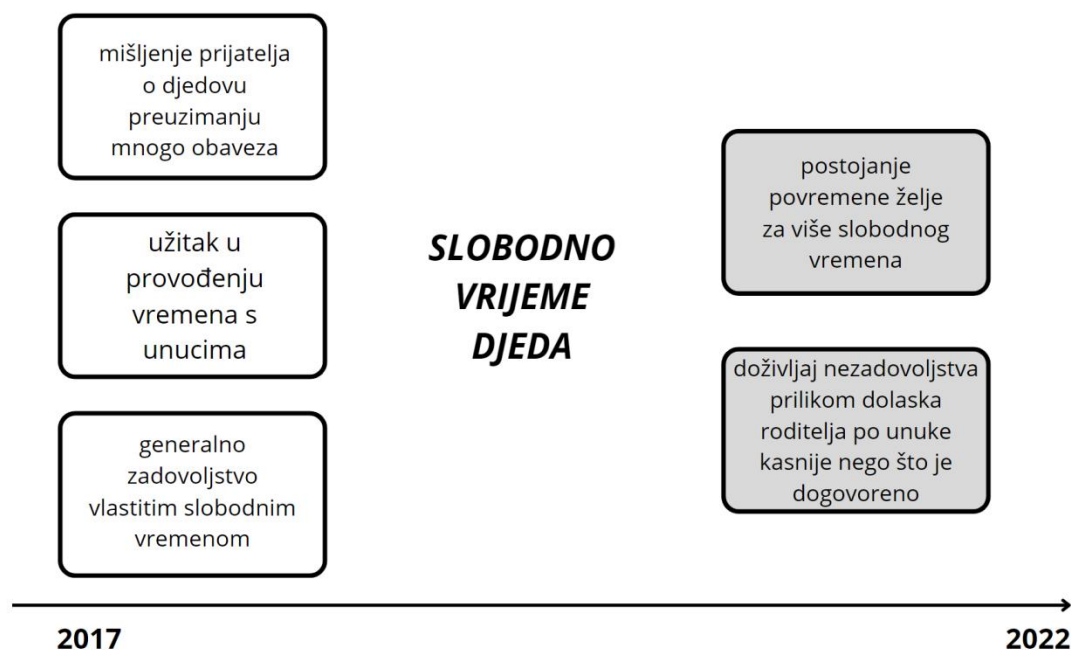 mišljenje prijatelja
o djedovu
preuzimanju
mnogo obaveza
užitak u
provođenju
vremena s
unucima
generalno
zadovoljstvo
vlastitim slobodnim
vremenom
SLOBODNO
VRIJEME
DJEDA
postojanje
povremene želje
za više slobodnog
vremena
doživljaj nezadovoljstva
prilikom dolaska
roditelja po unuke
kasnije nego što je
dogovoreno
2017
2022